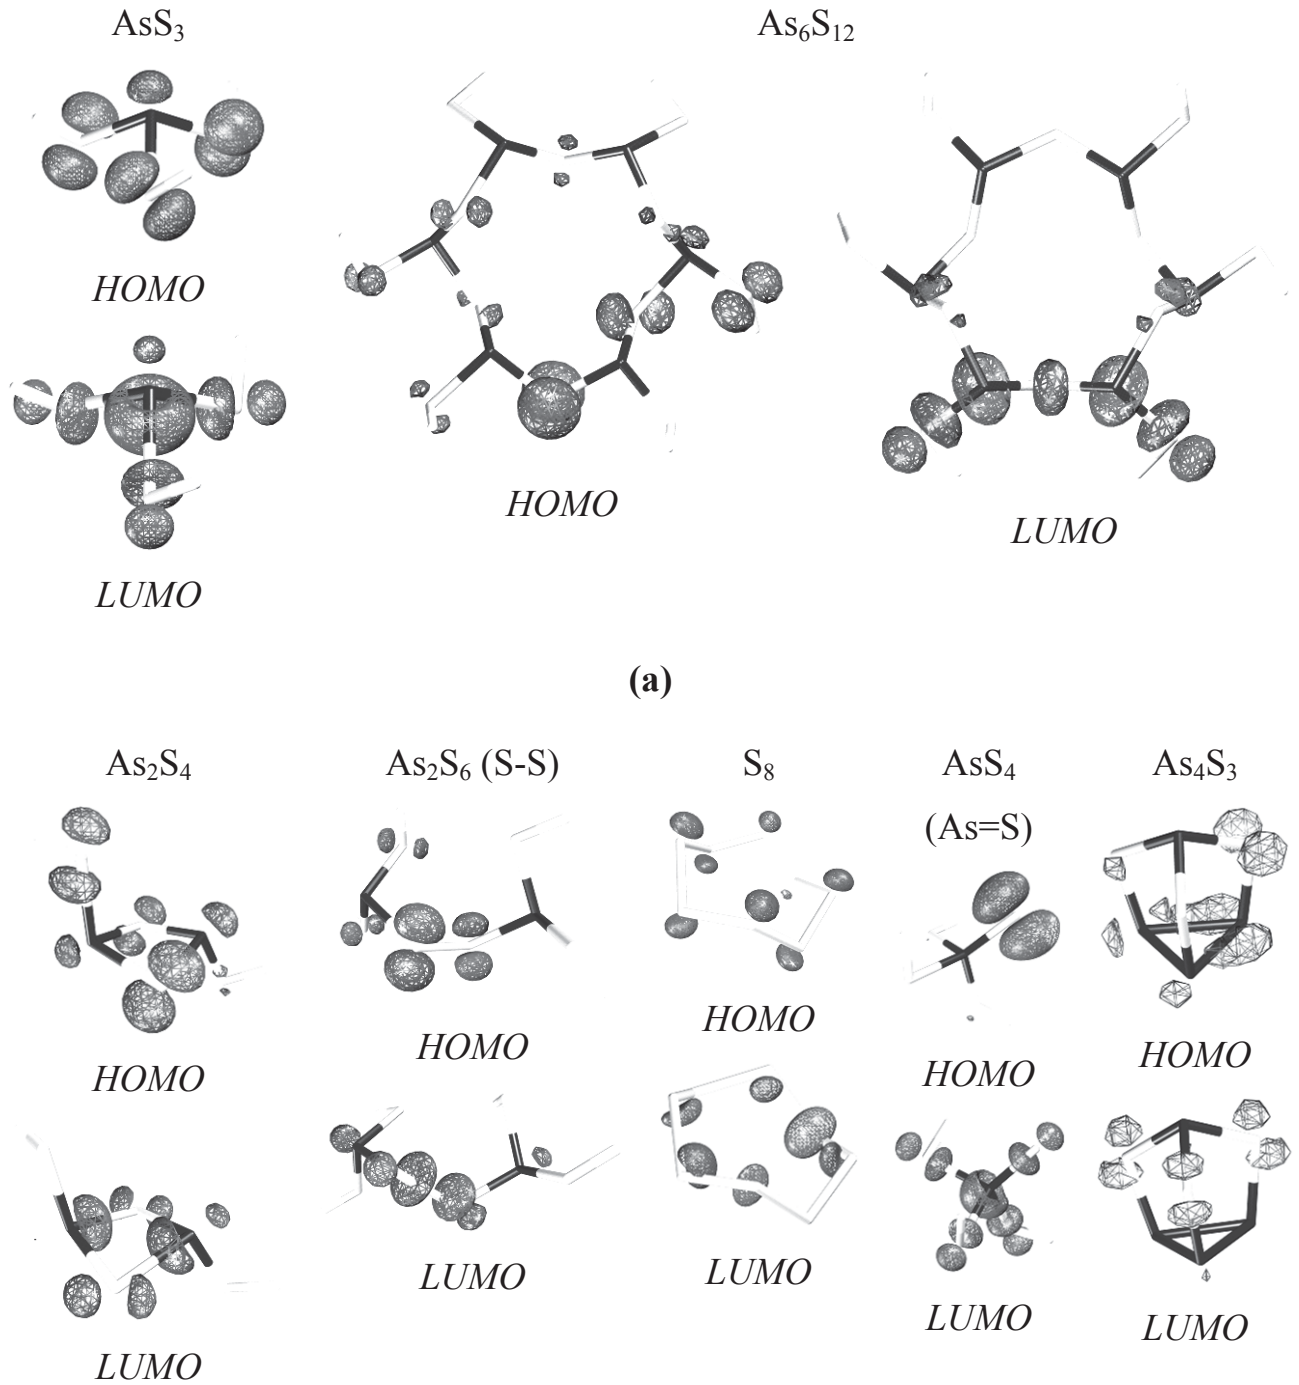 AsS₃
As₆S₁₂
HOMO
HOMO
LUMO
LUMO
(a)
As₂S₄
As₂S₆ (S-S)
S₈
AsS₄
(As=S)
As₄S₃
HOMO
HOMO
HOMO
HOMO
HOMO
LUMO
LUMO
LUMO
LUMO
LUMO